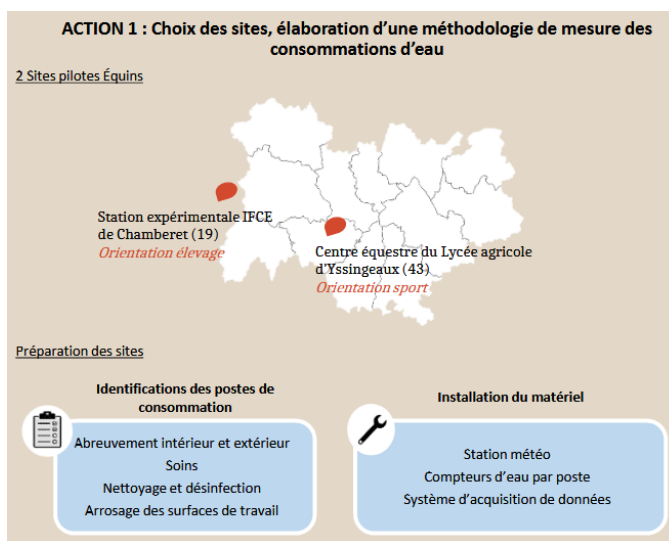 ACTION 1 : Choix des sites, élaboration d’une méthodologie de mesure des
consommations d’eau
2 Sites pilotes Équins
Station expérimentale IFCE
de Chamberet (19)
Orientation élevage
Centre équestre du Lycée agricole
d’Yssingeaux (43)
Orientation sport
Préparation des sites
Identifications des postes de
consommation
Abreuvement intérieur et extérieur
Soins
Nettoyage et désinfection
Arrosage des surfaces de travail
Installation du matériel
Station météo
Compteurs d’eau par poste
Système d’acquisition de données